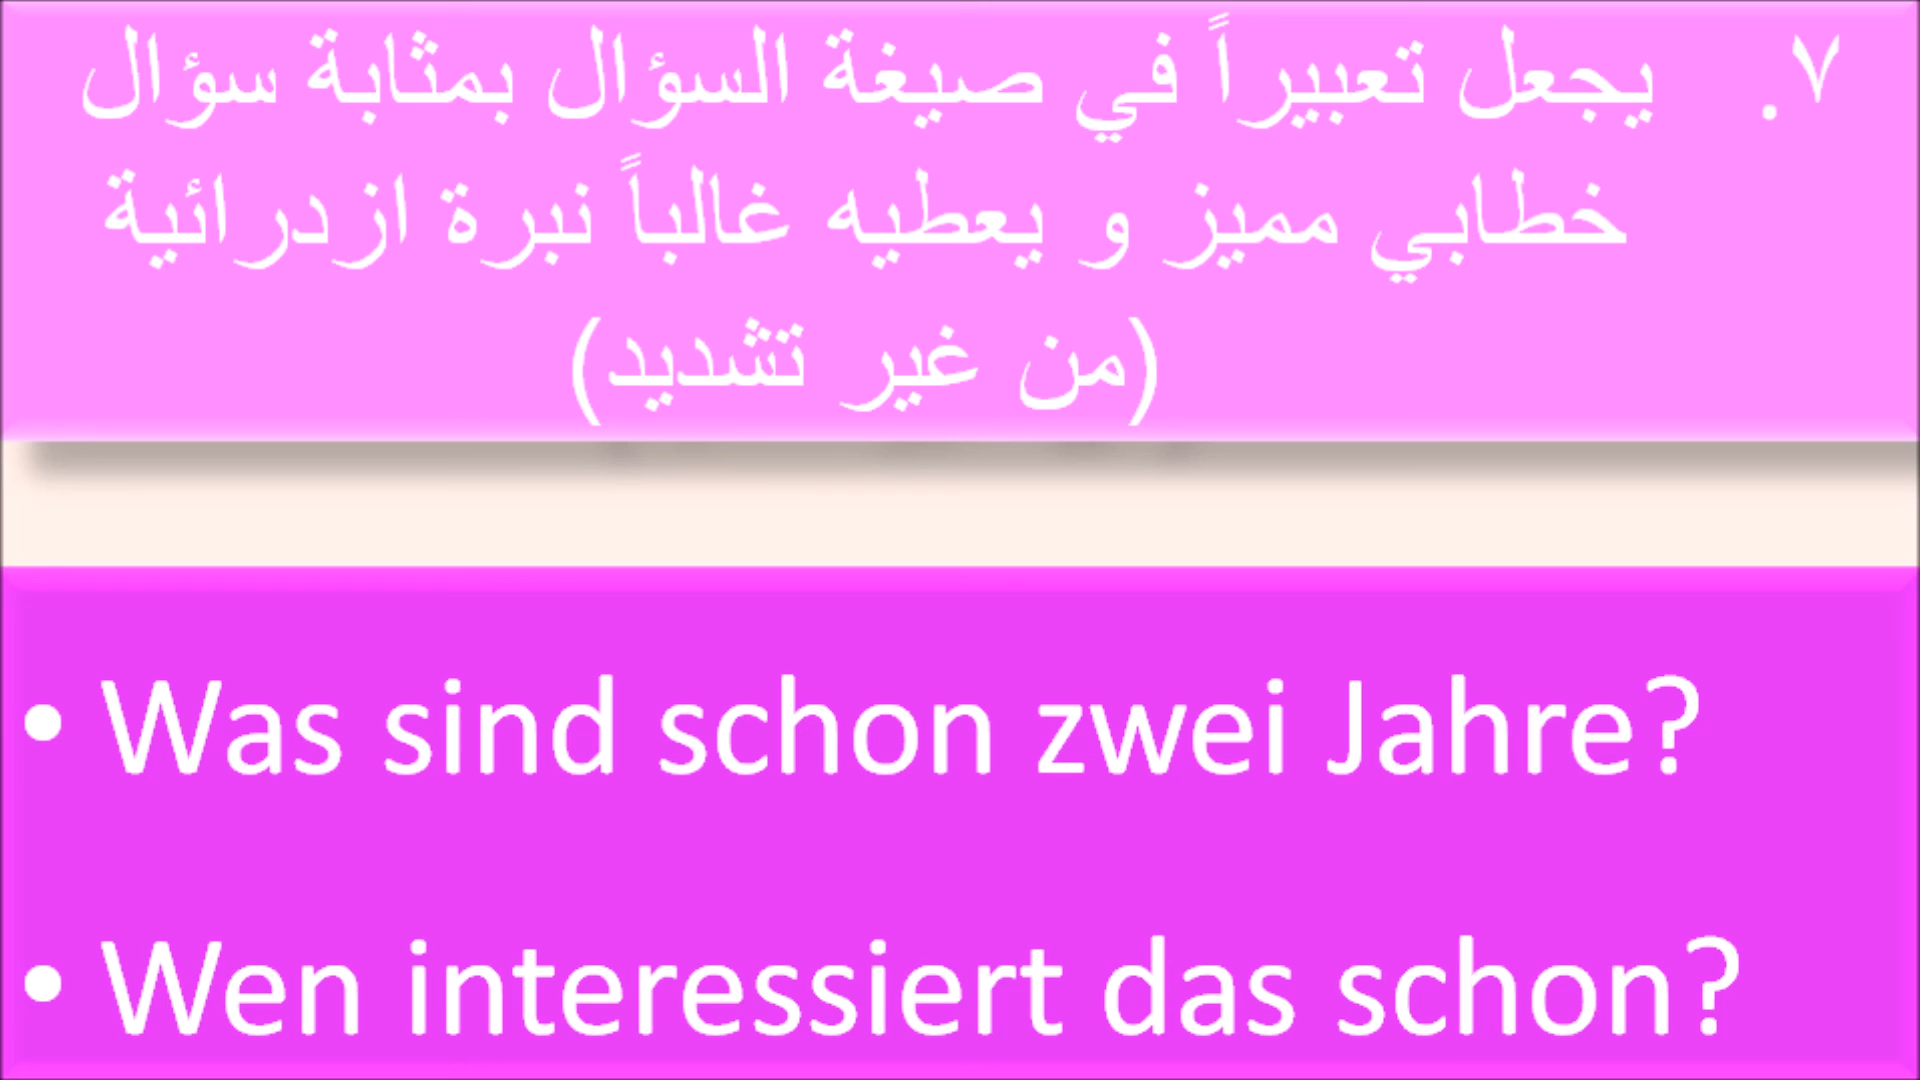 ٧. يجعل تعبيراً في صيغة السؤال بمثابة سؤال
خطابي مميز و يعطيه غالباً نبرة ازدرائية
(من غير تشديد)
• Was sind schon zwei Jahre?
• Wen interessiert das schon?